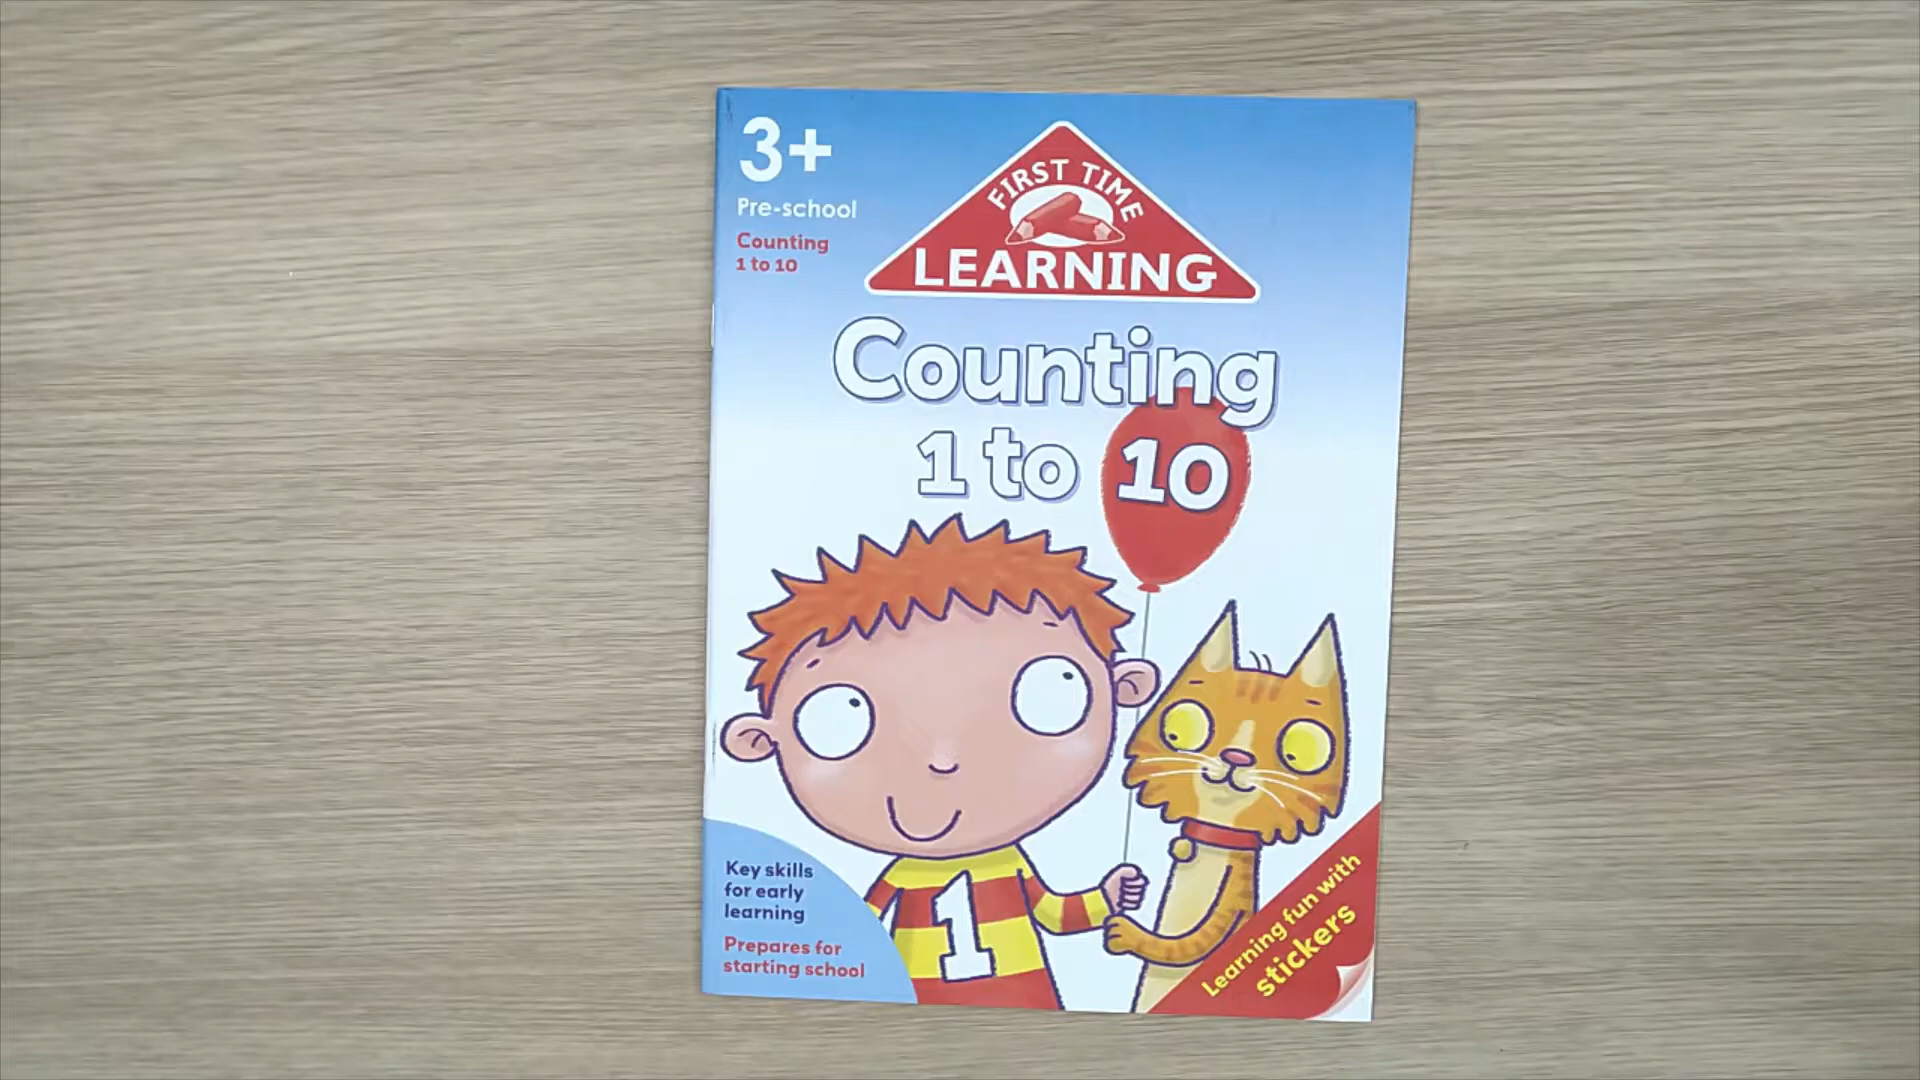 3+
Pre-school
Counting
1 to 10
FIRST TIME
LEARNING
Counting
1 to 10
1
Key skills
for early
learning
Prepares for
starting school
Learning fun with
stickers